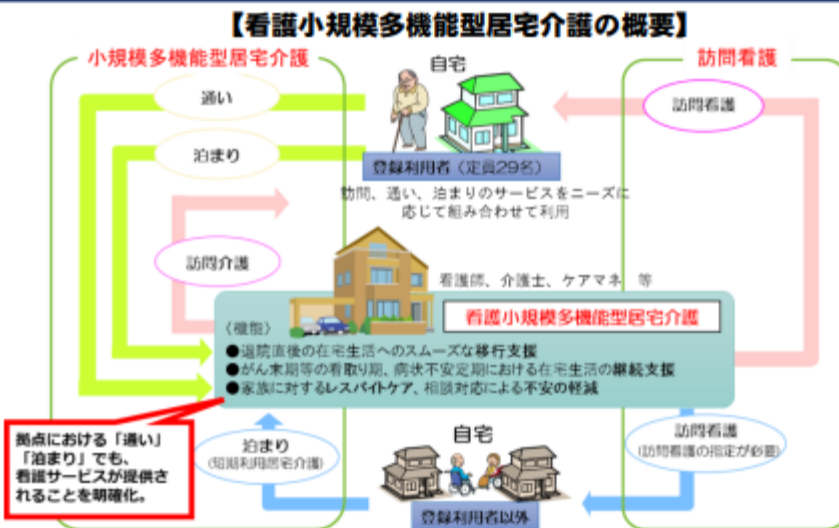 【看護小規模多機能型居宅介護の概要】
小規模多機能型居宅介護
自宅
訪問看護
通い
訪問看護
泊まり
登録利用者（定員29名）
訪問、通い、泊まりのサービスをニーズに
応じて組み合わせて利用
訪問介護
看護師、介護士、ケアマネ 等
看護小規模多機能型居宅介護
〈機能〉
●退院直後の在宅生活へのスムーズな移行支援
●がん末期等の看取り期、病状不安定期における在宅生活の継続支援
●家族に対するレスパイトケア、相談対応による不安の軽減
拠点における「通い」
「泊まり」でも、
看護サービスが提供さ
れることを明確化。
泊まり
(短期利用居宅介護)
自宅
訪問看護
(訪問看護の指定が必要)
登録利用者以外